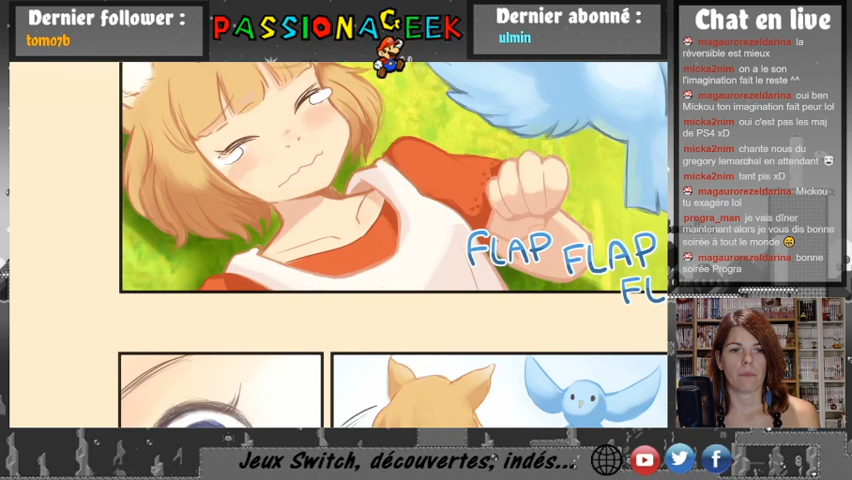 Dernier follower :
tomo7b
PASSIONAGEEK
Dernier abonné :
ulmin
Chat en live
magaurorezeldarina la
réversible est mieux
micka2nim on a le son
l'imagination fait le reste ^^
magaurorezeldarina oui ben
Mickou ton imagination fait peur lol
micka2nim oui c'est pas les maj
de PS4 xD
micka2nim chante nous du
gregory lemarchal en attendant
micka2nim tant pis xD
magaurorezeldarina Mickou
tu exagére lol
progra_man je vais dîner
maintenant alors je vous dis bonne
soirée à tout le monde
magaurorezeldarina bonne
soirée Progra
FLAP FLAP
FL
Jeux Switch, découvertes, indés...